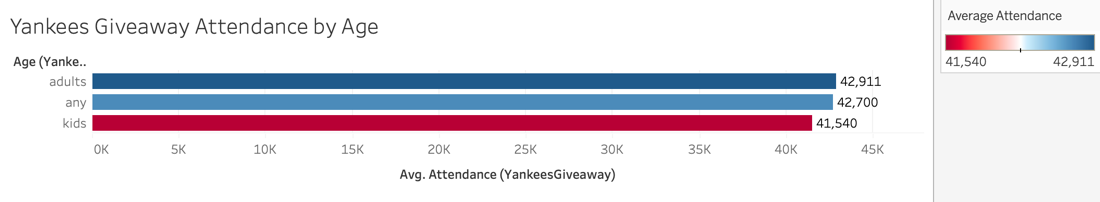 Yankees Giveaway Attendance by Age
Age (Yanke..
adults 42,911
any 42,700
kids 41,540
0K 5K 10K 15K 20K 25K 30K 35K 40K 45K
Avg. Attendance (YankeesGiveaway)
Average Attendance
41,540 42,911